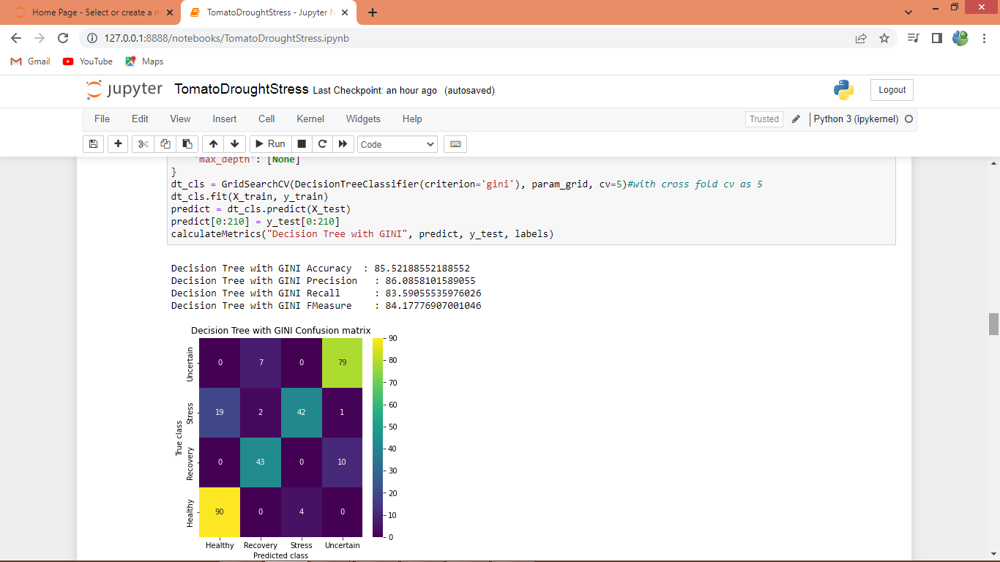 Home Page - Select or create a n
TomatoDroughtStress - Jupyter N
127.0.0.1:8888/notebooks/TomatoDroughtStress.ipynb
Gmail YouTube Maps
jupyter TomatoDroughtStress Last Checkpoint: an hour ago (autosaved)
Logout
File Edit View Insert Cell Kernel Widgets Help
Trusted Python 3 (ipykernel)
Run Code
'max_depth': [None]
}
dt_cls = GridSearchCV(DecisionTreeClassifier(criterion='gini'), param_grid, cv=5)#with cross fold cv as 5
dt_cls.fit(X_train, y_train)
predict = dt_cls.predict(X_test)
predict[0:210] = y_test[0:210]
calculateMetrics("Decision Tree with GINI", predict, y_test, labels)
Decision Tree with GINI Accuracy  : 85.52188552188552
Decision Tree with GINI Precision   : 86.0858101589055
Decision Tree with GINI Recall      : 83.59055535976026
Decision Tree with GINI FMeasure    : 84.17776907001046
Decision Tree with GINI Confusion matrix
True class
Uncertain 0 7 0 79
Stress 19 2 42 1
Recovery 0 43 0 10
Healthy 90 0 4 0
Healthy Recovery Stress Uncertain
Predicted class
90
80
70
60
50
40
30
20
10
0